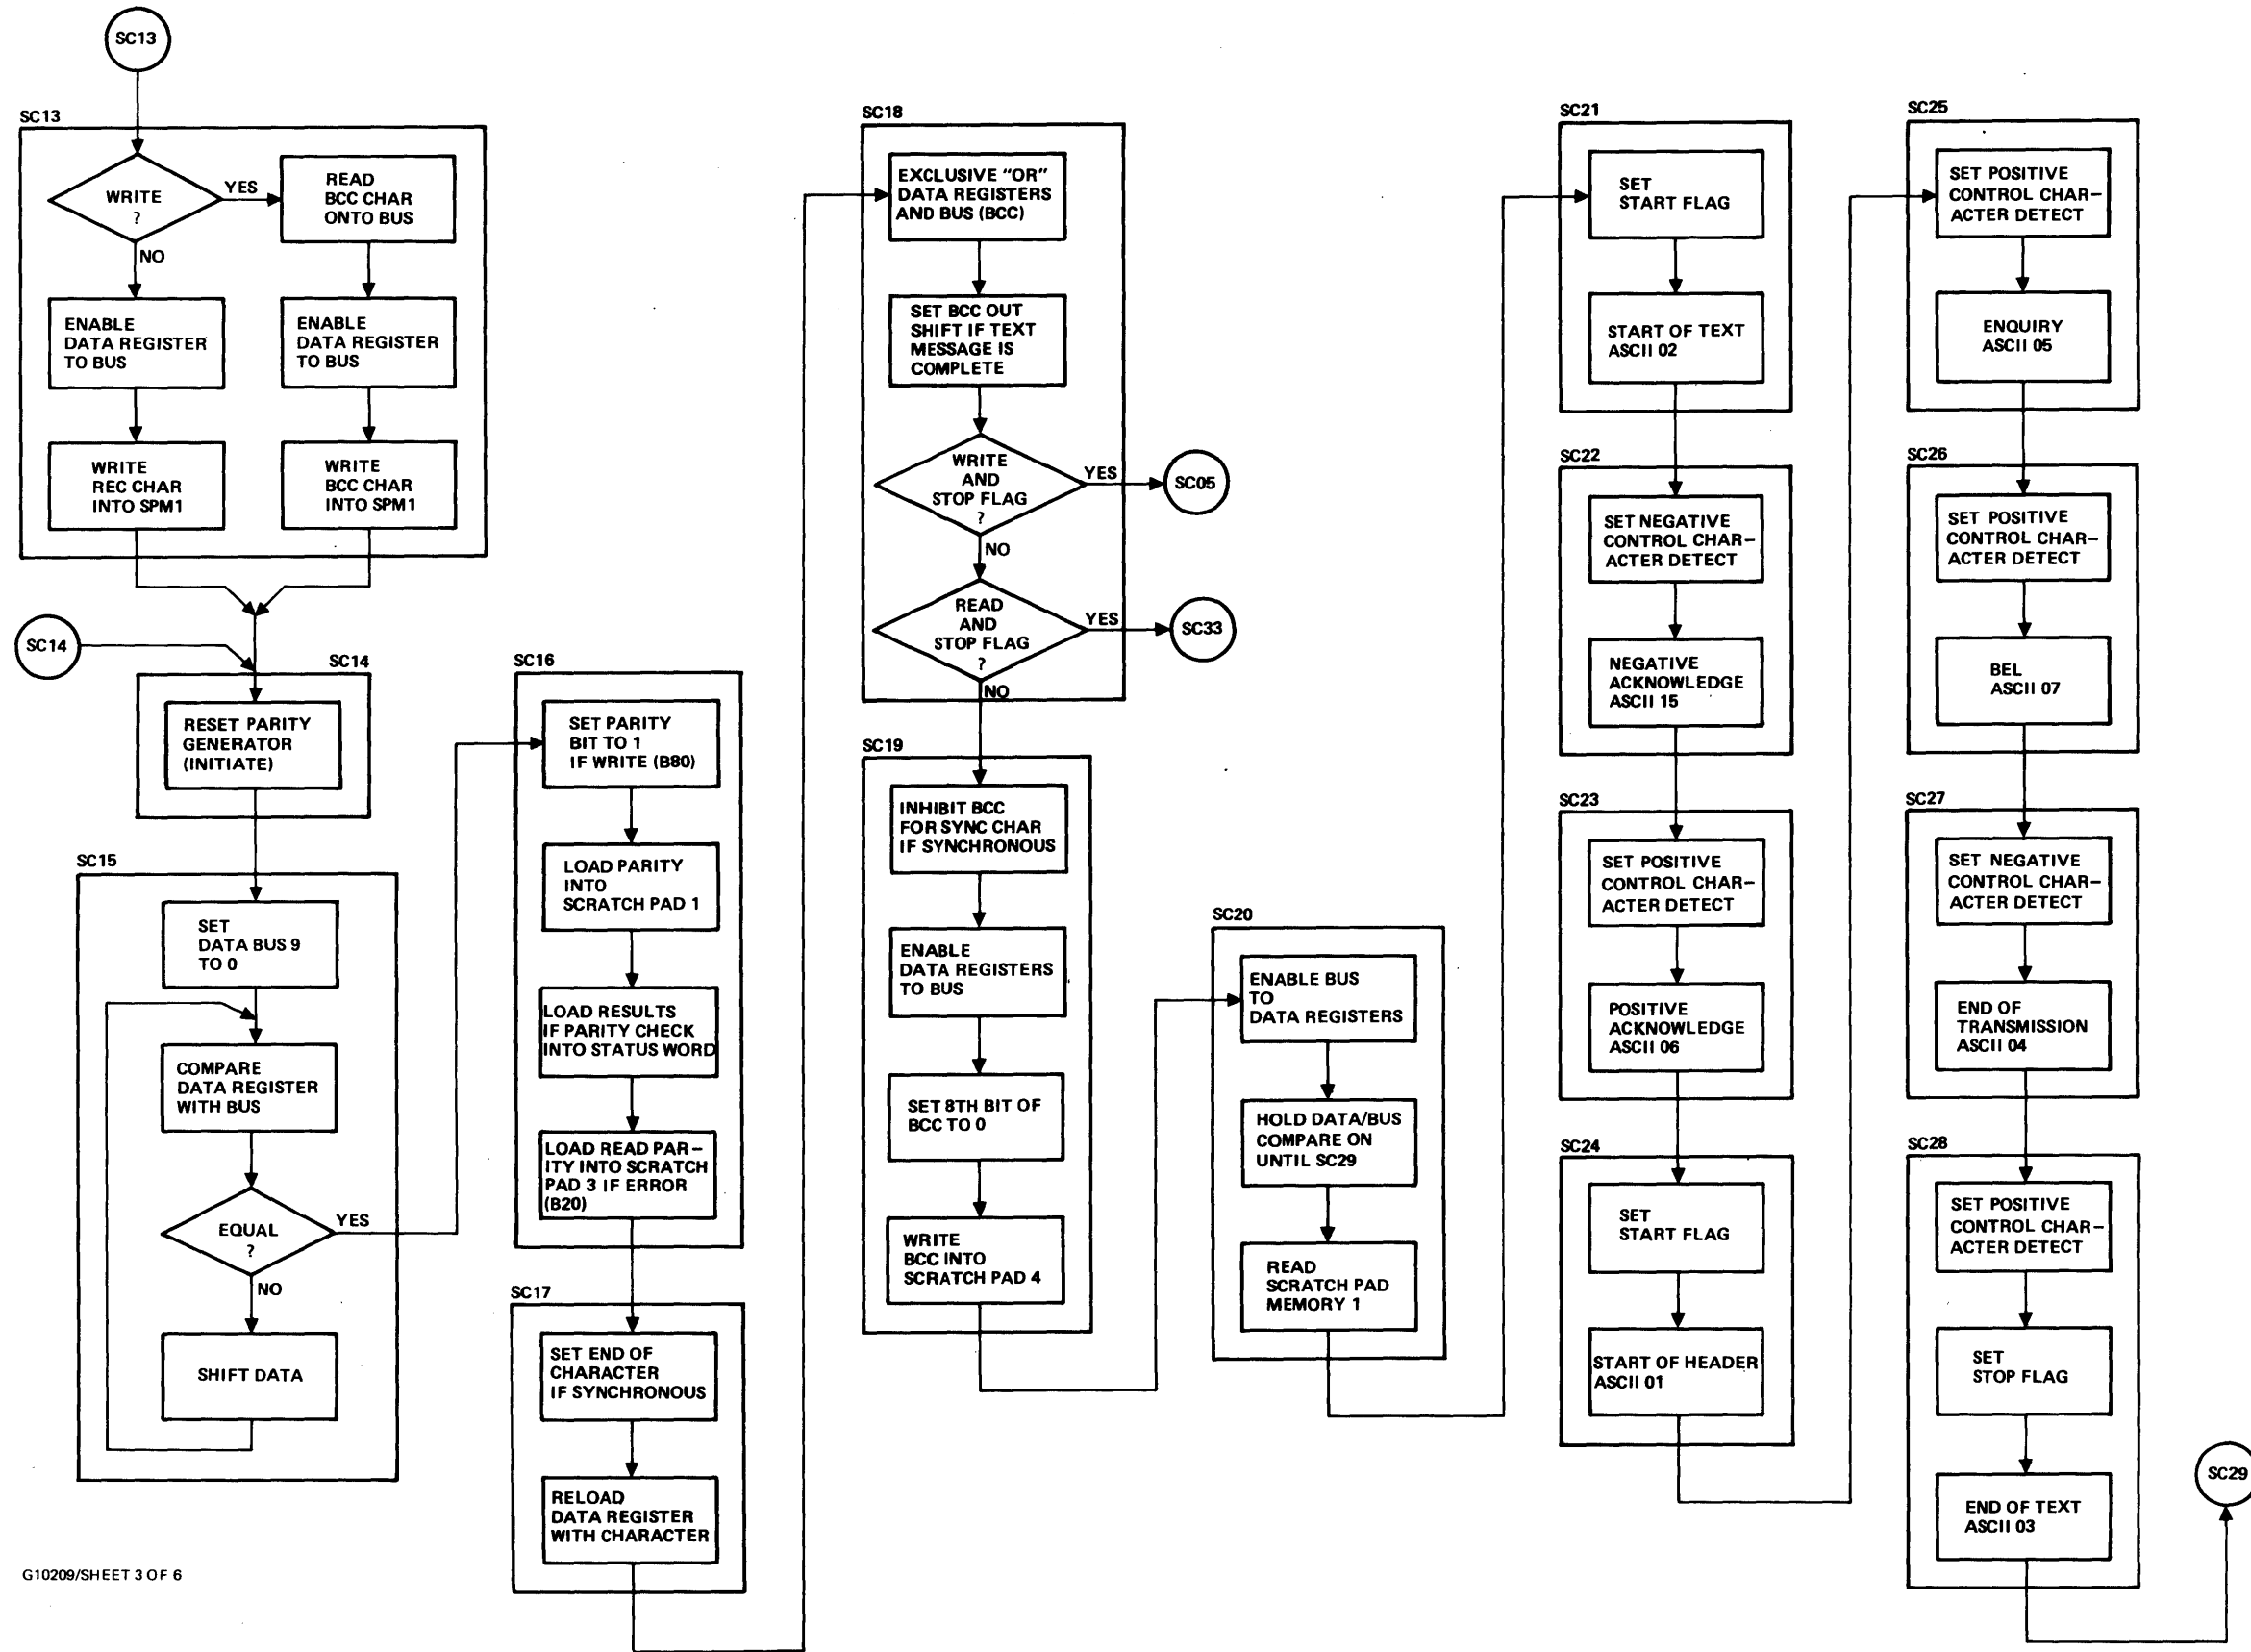 SC13
SC13
WRITE
?
YES
NO
READ
BCC CHAR
ONTO BUS
ENABLE
DATA REGISTER
TO BUS
ENABLE
DATA REGISTER
TO BUS
WRITE
REC CHAR
INTO SPM1
WRITE
BCC CHAR
INTO SPM1
SC14
SC14
RESET PARITY
GENERATOR
(INITIATE)
SC15
SET
DATA BUS 9
TO 0
COMPARE
DATA REGISTER
WITH BUS
EQUAL
?
YES
NO
SHIFT DATA
SC16
SET PARITY
BIT TO 1
IF WRITE (B80)
LOAD PARITY
INTO
SCRATCH PAD 1
LOAD RESULTS
IF PARITY CHECK
INTO STATUS WORD
LOAD READ PAR–
ITY INTO SCRATCH
PAD 3 IF ERROR
(B20)
SC17
SET END OF
CHARACTER
IF SYNCHRONOUS
RELOAD
DATA REGISTER
WITH CHARACTER
SC18
EXCLUSIVE “OR”
DATA REGISTERS
AND BUS (BCC)
SET BCC OUT
SHIFT IF TEXT
MESSAGE IS
COMPLETE
WRITE
AND
STOP FLAG
?
YES
SC05
NO
READ
AND
STOP FLAG
?
YES
SC33
NO
SC19
INHIBIT BCC
FOR SYNC CHAR
IF SYNCHRONOUS
ENABLE
DATA REGISTERS
TO BUS
SET 8TH BIT OF
BCC TO 0
WRITE
BCC INTO
SCRATCH PAD 4
SC20
ENABLE BUS
TO
DATA REGISTERS
HOLD DATA/BUS
COMPARE ON
UNTIL SC29
READ
SCRATCH PAD
MEMORY 1
SC21
SET
START FLAG
START OF TEXT
ASCII 02
SC22
SET NEGATIVE
CONTROL CHAR–
ACTER DETECT
NEGATIVE
ACKNOWLEDGE
ASCII 15
SC23
SET POSITIVE
CONTROL CHAR–
ACTER DETECT
POSITIVE
ACKNOWLEDGE
ASCII 06
SC24
SET
START FLAG
START OF HEADER
ASCII 01
SC25
SET POSITIVE
CONTROL CHAR–
ACTER DETECT
ENQUIRY
ASCII 05
SC26
SET POSITIVE
CONTROL CHAR–
ACTER DETECT
BEL
ASCII 07
SC27
SET NEGATIVE
CONTROL CHAR–
ACTER DETECT
END OF
TRANSMISSION
ASCII 04
SC28
SET POSITIVE
CONTROL CHAR–
ACTER DETECT
SET
STOP FLAG
END OF TEXT
ASCII 03
SC29
G10209/SHEET 3 OF 6